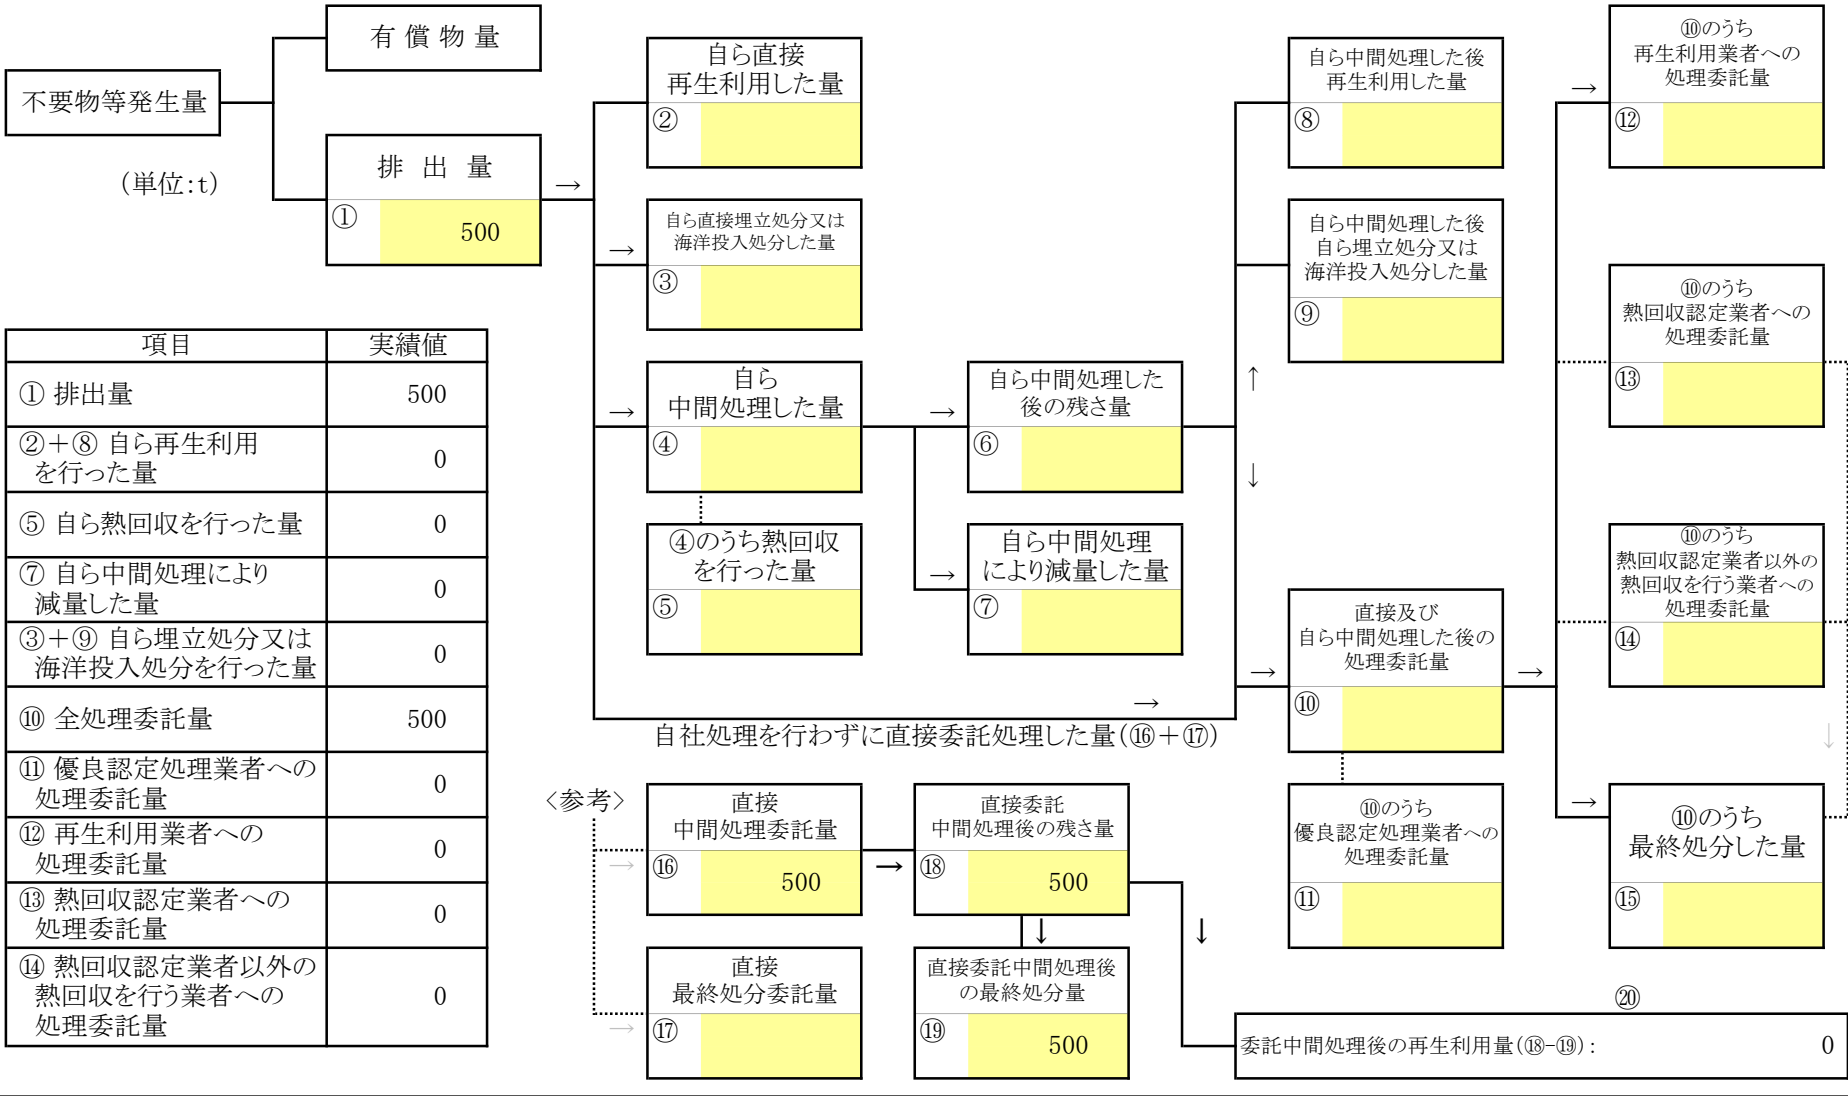 有 償 物 量
不要物等発生量
(単位:t)
排 出 量
→
①
500
自ら直接
再生利用した量
②
→
自ら直接埋立処分又は
海洋投入処分した量
③
→
自ら
中間処理した量
④
④のうち熱回収
を行った量
⑤
→
自ら中間処理した
後の残さ量
⑥
→
自ら中間処理
により減量した量
⑦
自ら中間処理した後
再生利用した量
⑧
自ら中間処理した後
自ら埋立処分又は
海洋投入処分した量
⑨
↑
↓
→
自社処理を行わずに直接委託処理した量(⑯+⑰)
→
直接及び
自ら中間処理した後の
処理委託量
⑩
⑩のうち
優良認定処理業者への
処理委託量
⑪
→
→
⑩のうち
再生利用業者への
処理委託量
⑫
⑩のうち
熱回収認定業者への
処理委託量
⑬
⑩のうち
熱回収認定業者以外の
熱回収を行う業者への
処理委託量
⑭
↓
→
⑩のうち
最終処分した量
⑮
項目 実績値
① 排出量 500
②+⑧ 自ら再生利用
を行った量 0
⑤ 自ら熱回収を行った量 0
⑦ 自ら中間処理により
減量した量 0
③+⑨ 自ら埋立処分又は
海洋投入処分を行った量 0
⑩ 全処理委託量 500
⑪ 優良認定処理業者への
処理委託量 0
⑫ 再生利用業者への
処理委託量 0
⑬ 熱回収認定業者への
処理委託量 0
⑭ 熱回収認定業者以外の
熱回収を行う業者への 0
処理委託量
<参考>
→
直接
中間処理委託量
⑯
500
→
直接委託
中間処理後の残さ量
⑱
500
↓
↓
→
直接
最終処分委託量
⑰
直接委託中間処理後
の最終処分量
⑲
500
⑳
委託中間処理後の再生利用量(⑱-⑲): 0